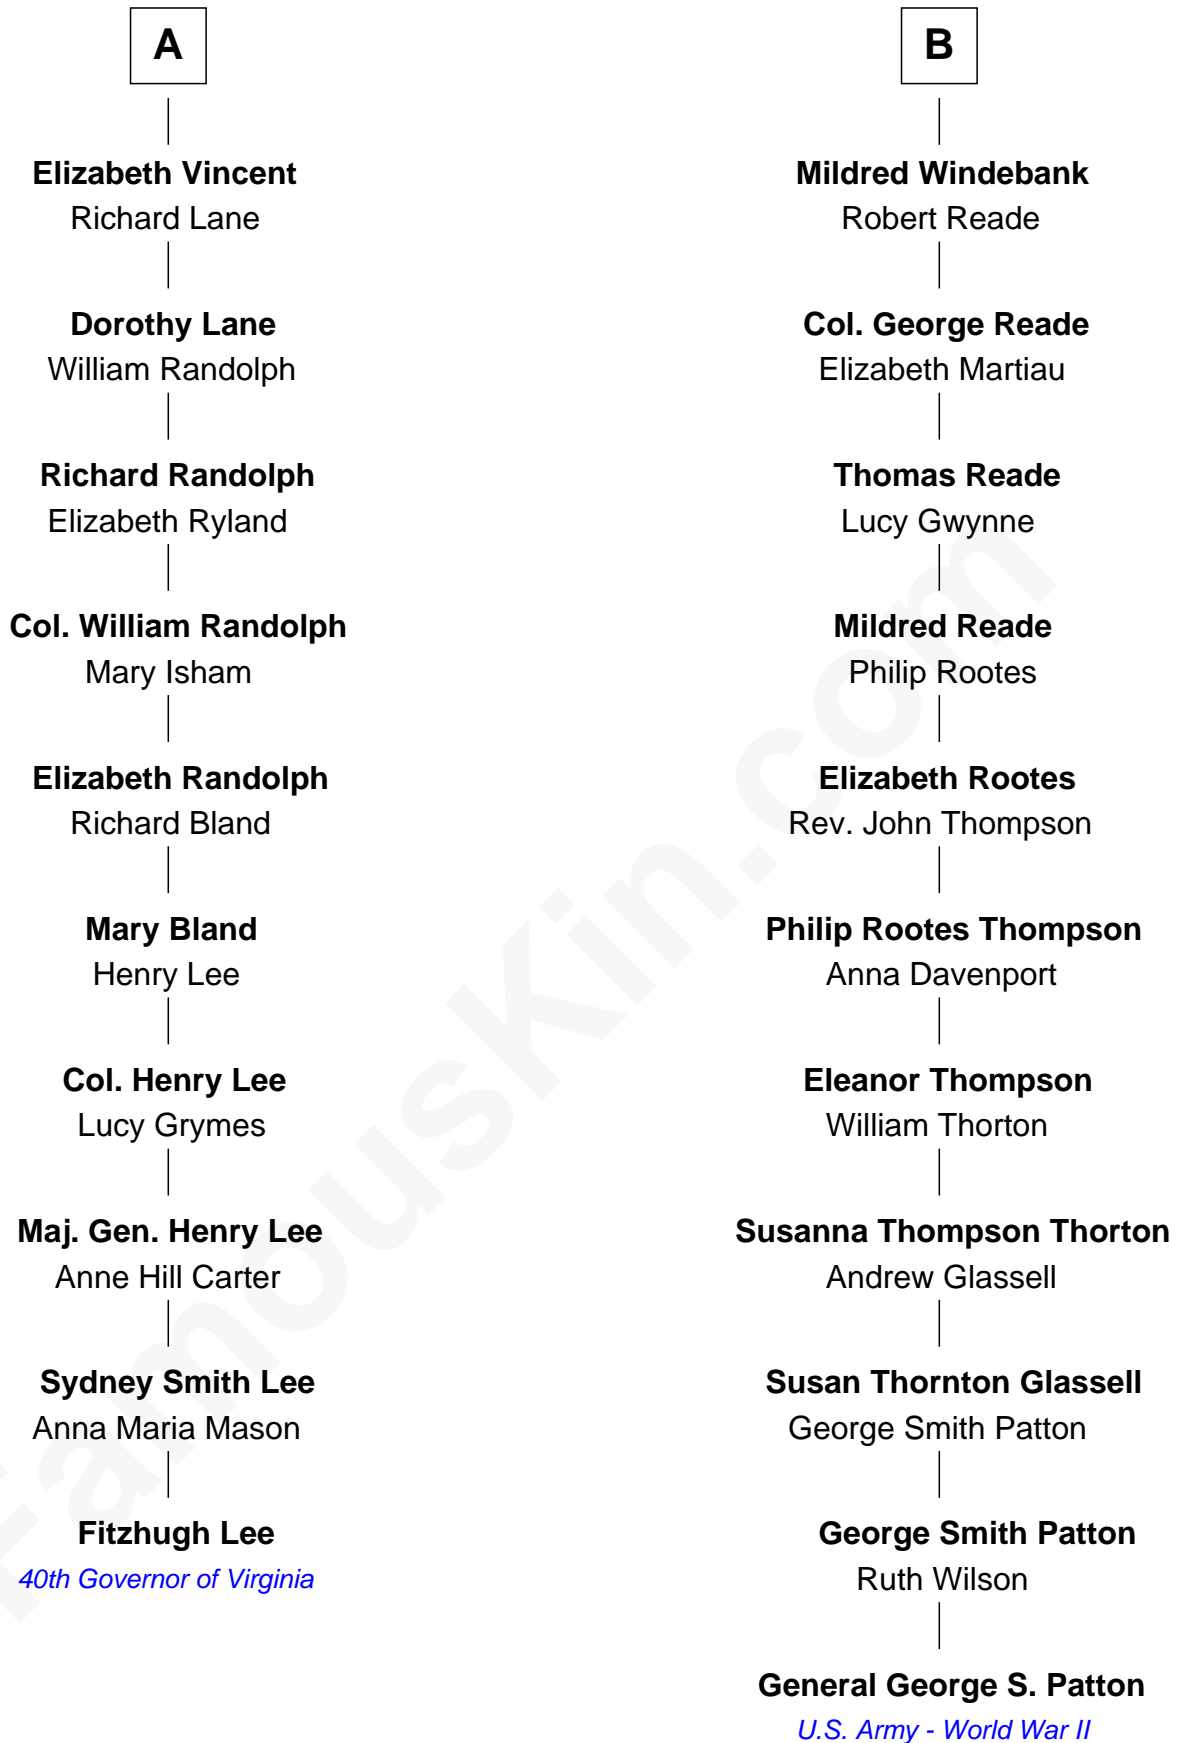 A
Elizabeth Vincent
Richard Lane
Dorothy Lane
William Randolph
Richard Randolph
Elizabeth Ryland
Col. William Randolph
Mary Isham
Elizabeth Randolph
Richard Bland
Mary Bland
Henry Lee
Col. Henry Lee
Lucy Grymes
Maj. Gen. Henry Lee
Anne Hill Carter
Sydney Smith Lee
Anna Maria Mason
Fitzhugh Lee
40th Governor of Virginia
B
Mildred Windebank
Robert Reade
Col. George Reade
Elizabeth Martiau
Thomas Reade
Lucy Gwynne
Mildred Reade
Philip Rootes
Elizabeth Rootes
Rev. John Thompson
Philip Rootes Thompson
Anna Davenport
Eleanor Thompson
William Thorton
Susanna Thompson Thorton
Andrew Glassell
Susan Thornton Glassell
George Smith Patton
George Smith Patton
Ruth Wilson
General George S. Patton
U.S. Army - World War II
FamousKin.com